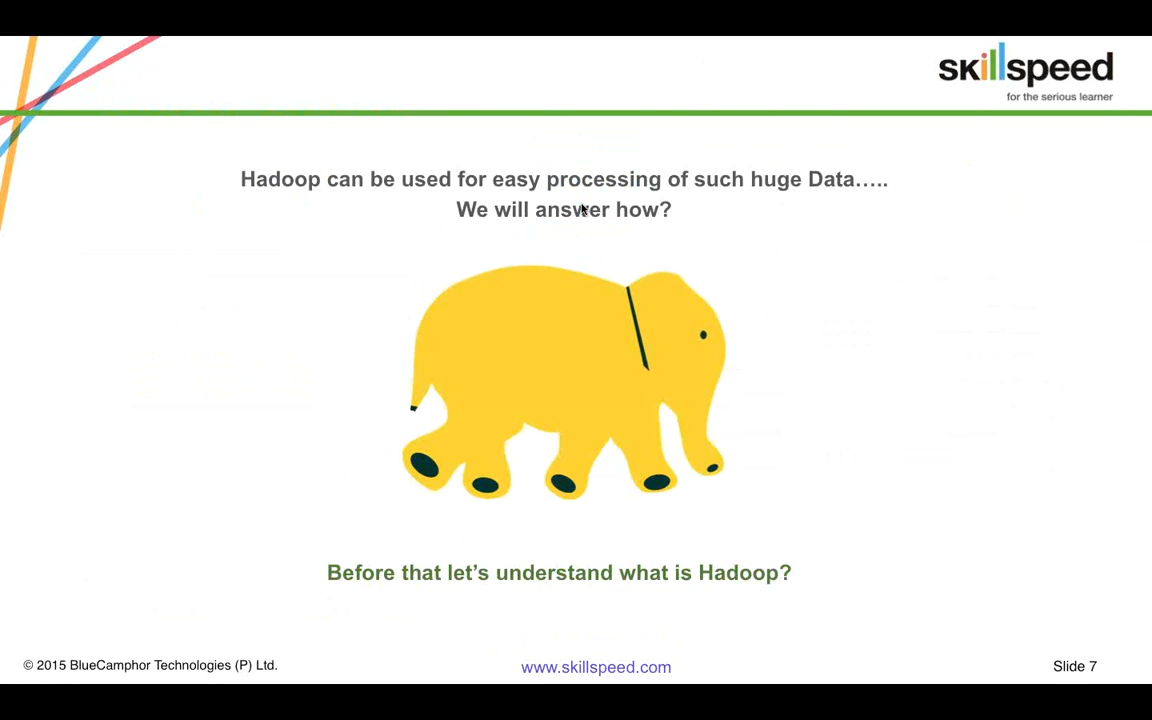 skillspeed
for the serious learner
Hadoop can be used for easy processing of such huge Data.....
We will answer how?
Before that let's understand what is Hadoop?
© 2015 BlueCamphor Technologies (P) Ltd.
www.skillspeed.com
Slide 7